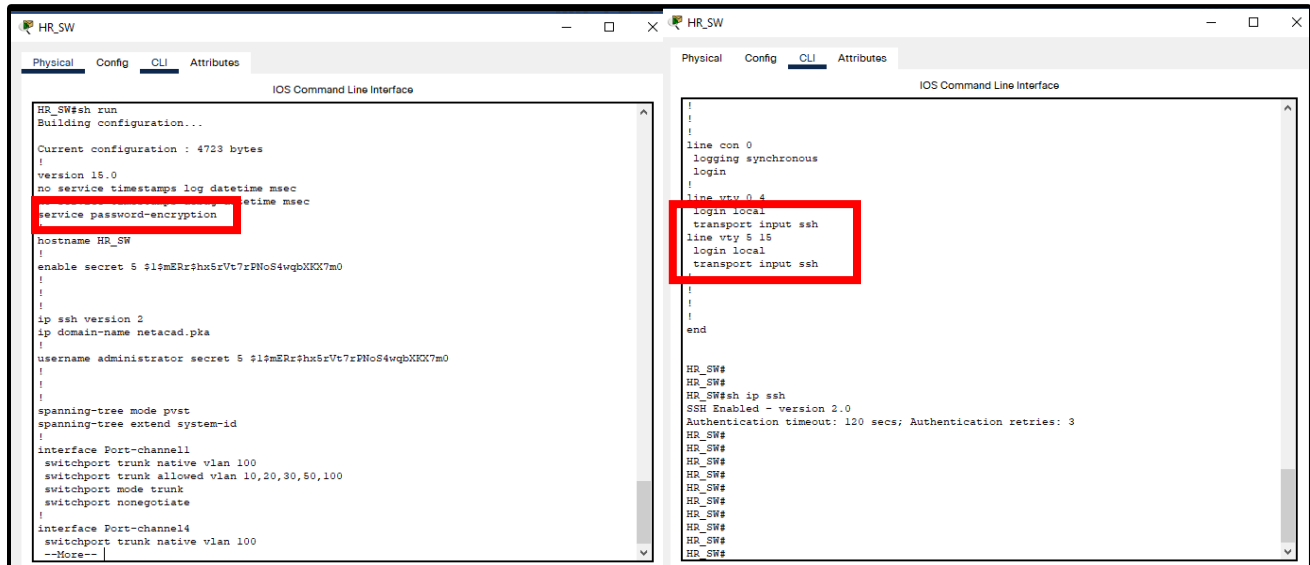 HR_SW
Physical Config CLI Attributes
IOS Command Line Interface
HR_SW#sh run
Building configuration...
Current configuration : 4723 bytes
!
version 15.0
no service timestamps log datetime msec
datetime msec
service password-encryption
!
hostname HR_SW
!
enable secret 5 $1$mERr$hx5rVt7rPNoS4wqbXKX7m0
!
!
!
ip ssh version 2
ip domain-name netacad.pka
!
username administrator secret 5 $1$mERr$hx5rVt7rPNoS4wqbXKX7m0
!
!
!
spanning-tree mode pvst
spanning-tree extend system-id
!
interface Port-channel1
switchport trunk native vlan 100
switchport trunk allowed vlan 10,20,30,50,100
switchport mode trunk
switchport nonegotiate
!
interface Port-channel4
switchport trunk native vlan 100
--More--
HR_SW
Physical Config CLI Attributes
IOS Command Line Interface
!
!
!
line con 0
logging synchronous
login
!
line vty 0 4
login local
transport input ssh
line vty 5 15
login local
transport input ssh
!
!
!
!
end
HR_SW#
HR_SW#
HR_SW#sh ip ssh
SSH Enabled - version 2.0
Authentication timeout: 120 secs; Authentication retries: 3
HR_SW#
HR_SW#
HR_SW#
HR_SW#
HR_SW#
HR_SW#
HR_SW#
HR_SW#
HR_SW#
HR_SW#